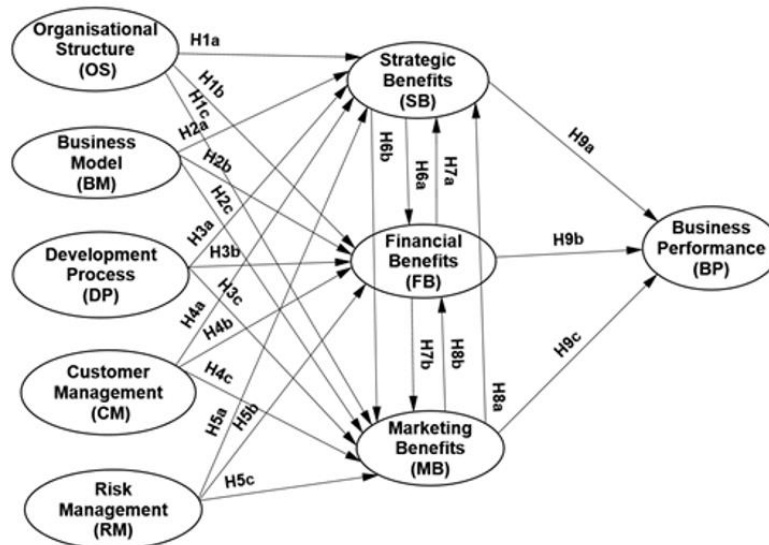 Organisational
Structure
(OS)
Business
Model
(BM)
Development
Process
(DP)
Customer
Management
(CM)
Risk
Management
(RM)
H1a
H1b
H1c
H2a
H2b
H2c
H3a
H3b
H3c
H4a
H4b
H4c
H5a
H5b
H5c
Strategic
Benefits
(SB)
H6b
H6a
H7a
Financial
Benefits
(FB)
H7b
H8b
H8a
Marketing
Benefits
(MB)
H9a
H9b
H9c
Business
Performance
(BP)